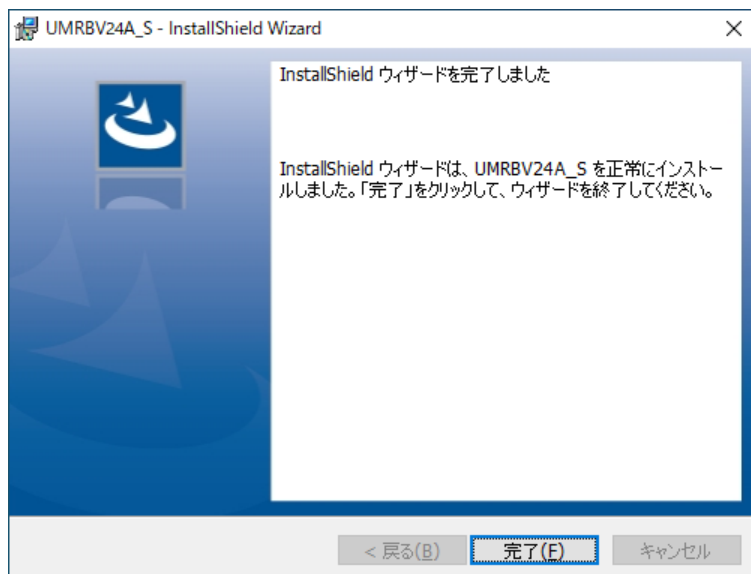 UMRBV24A_S - InstallShield Wizard
InstallShield ウィザードを完了しました
InstallShield ウィザードは、UMRBV24A_S を正常にインストー
ルしました。「完了」をクリックして、ウィザードを終了してください。
< 戻る(B)
完了(F)
キャンセル